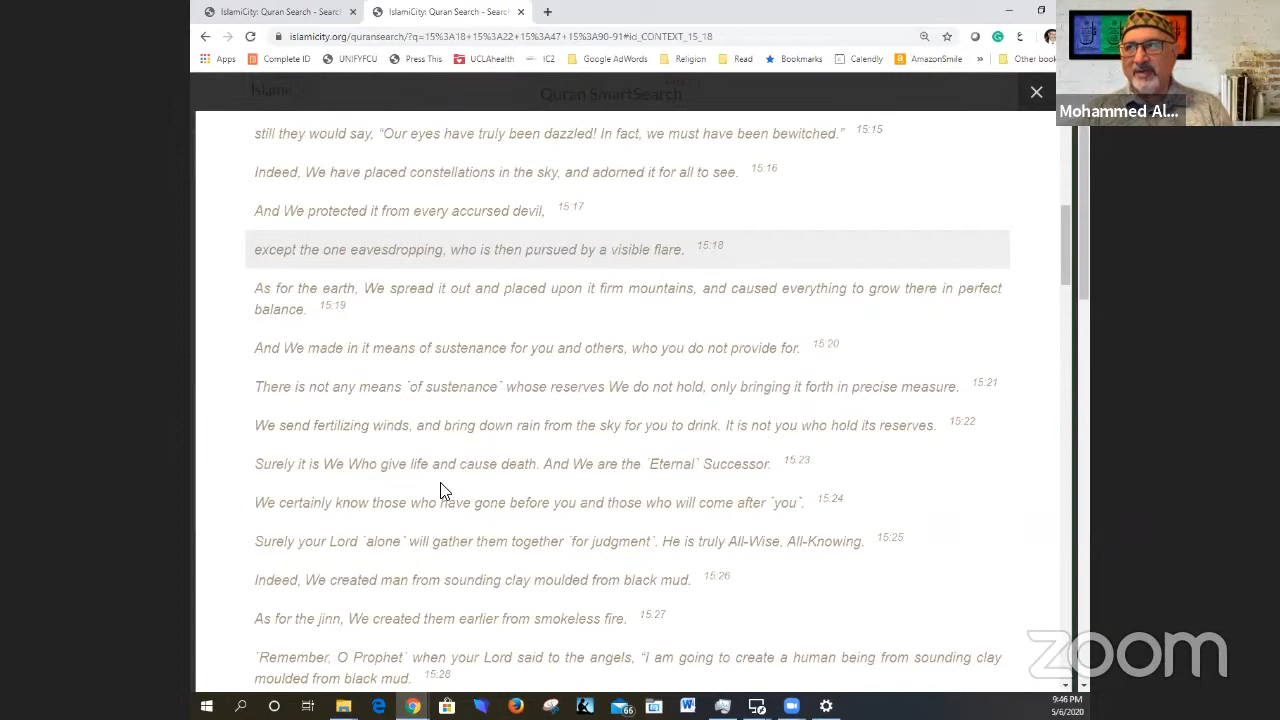 IslamiCity: Quran Search - Search
IslamiCity: Quran Search - Search
islamicity.org/quransearch/?q=15%3A18+15%3A22+15%3A47+15%3A90-91#id_CONTEXT_15_18
Apps Complete ID UNIFYFCU Press This UCLAhealth IC2 Google AdWords Religion Read Bookmarks Calendly AmazonSmile Other book
Quran SmartSearch
Mohammed Al...
still they would say, “Our eyes have truly been dazzled! In fact, we must have been bewitched.” 15:15
Indeed, We have placed constellations in the sky, and adorned it for all to see. 15:16
And We protected it from every accursed devil, 15:17
except the one eavesdropping, who is then pursued by a visible flare. 15:18
As for the earth, We spread it out and placed upon it firm mountains, and caused everything to grow there in perfect
balance. 15:19
And We made in it means of sustenance for you and others, who you do not provide for. 15:20
There is not any means ˹of sustenance˺ whose reserves We do not hold, only bringing it forth in precise measure. 15:21
We send fertilizing winds, and bring down rain from the sky for you to drink. It is not you who hold its reserves. 15:22
Surely it is We Who give life and cause death. And We are the ˹Eternal˺ Successor. 15:23
We certainly know those who have gone before you and those who will come after ˹you˺. 15:24
Surely your Lord ˹alone˺ will gather them together ˹for judgment˺. He is truly All-Wise, All-Knowing. 15:25
Indeed, We created man from sounding clay moulded from black mud. 15:26
As for the jinn, We created them earlier from smokeless fire. 15:27
˹Remember, O Prophet˺ when your Lord said to the angels, “I am going to create a human being from sounding clay
moulded from black mud. 15:28
zoom
66
9:46 PM
5/6/2020